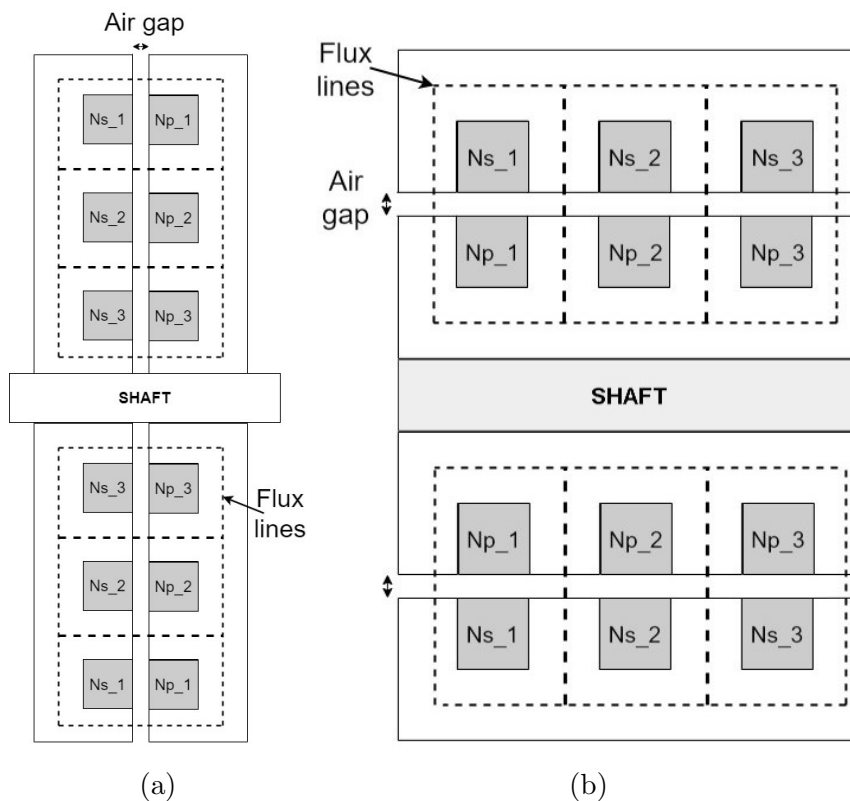 Air gap
Ns_1 Np_1
Ns_2 Np_2
Ns_3 Np_3
SHAFT
Ns_3 Np_3
Flux
lines
Ns_2 Np_2
Ns_1 Np_1
(a)
Flux
lines
Ns_1 Ns_2 Ns_3
Air
gap
Np_1 Np_2 Np_3
SHAFT
Np_1 Np_2 Np_3
Ns_1 Ns_2 Ns_3
(b)